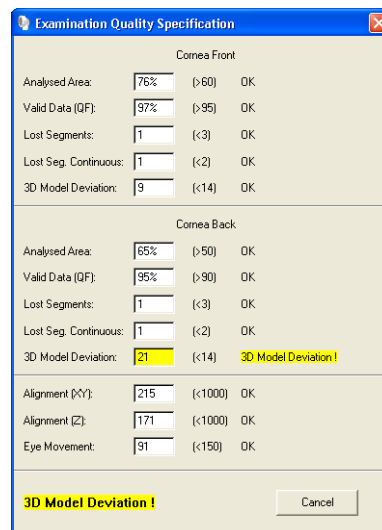 Examination Quality Specification
Cornea Front
Analysed Area: 76% (>60) OK
Valid Data (QF): 97% (>95) OK
Lost Segments: 1 (<3) OK
Lost Seg. Continuous: 1 (<2) OK
3D Model Deviation: 9 (<14) OK
Cornea Back
Analysed Area: 65% (>50) OK
Valid Data (QF): 95% (>90) OK
Lost Segments: 1 (<3) OK
Lost Seg. Continuous: 1 (<2) OK
3D Model Deviation: 21 (<14) 3D Model Deviation !
Alignment (XY): 215 (<1000) OK
Alignment (Z): 171 (<1000) OK
Eye Movement: 91 (<150) OK
3D Model Deviation ! Cancel